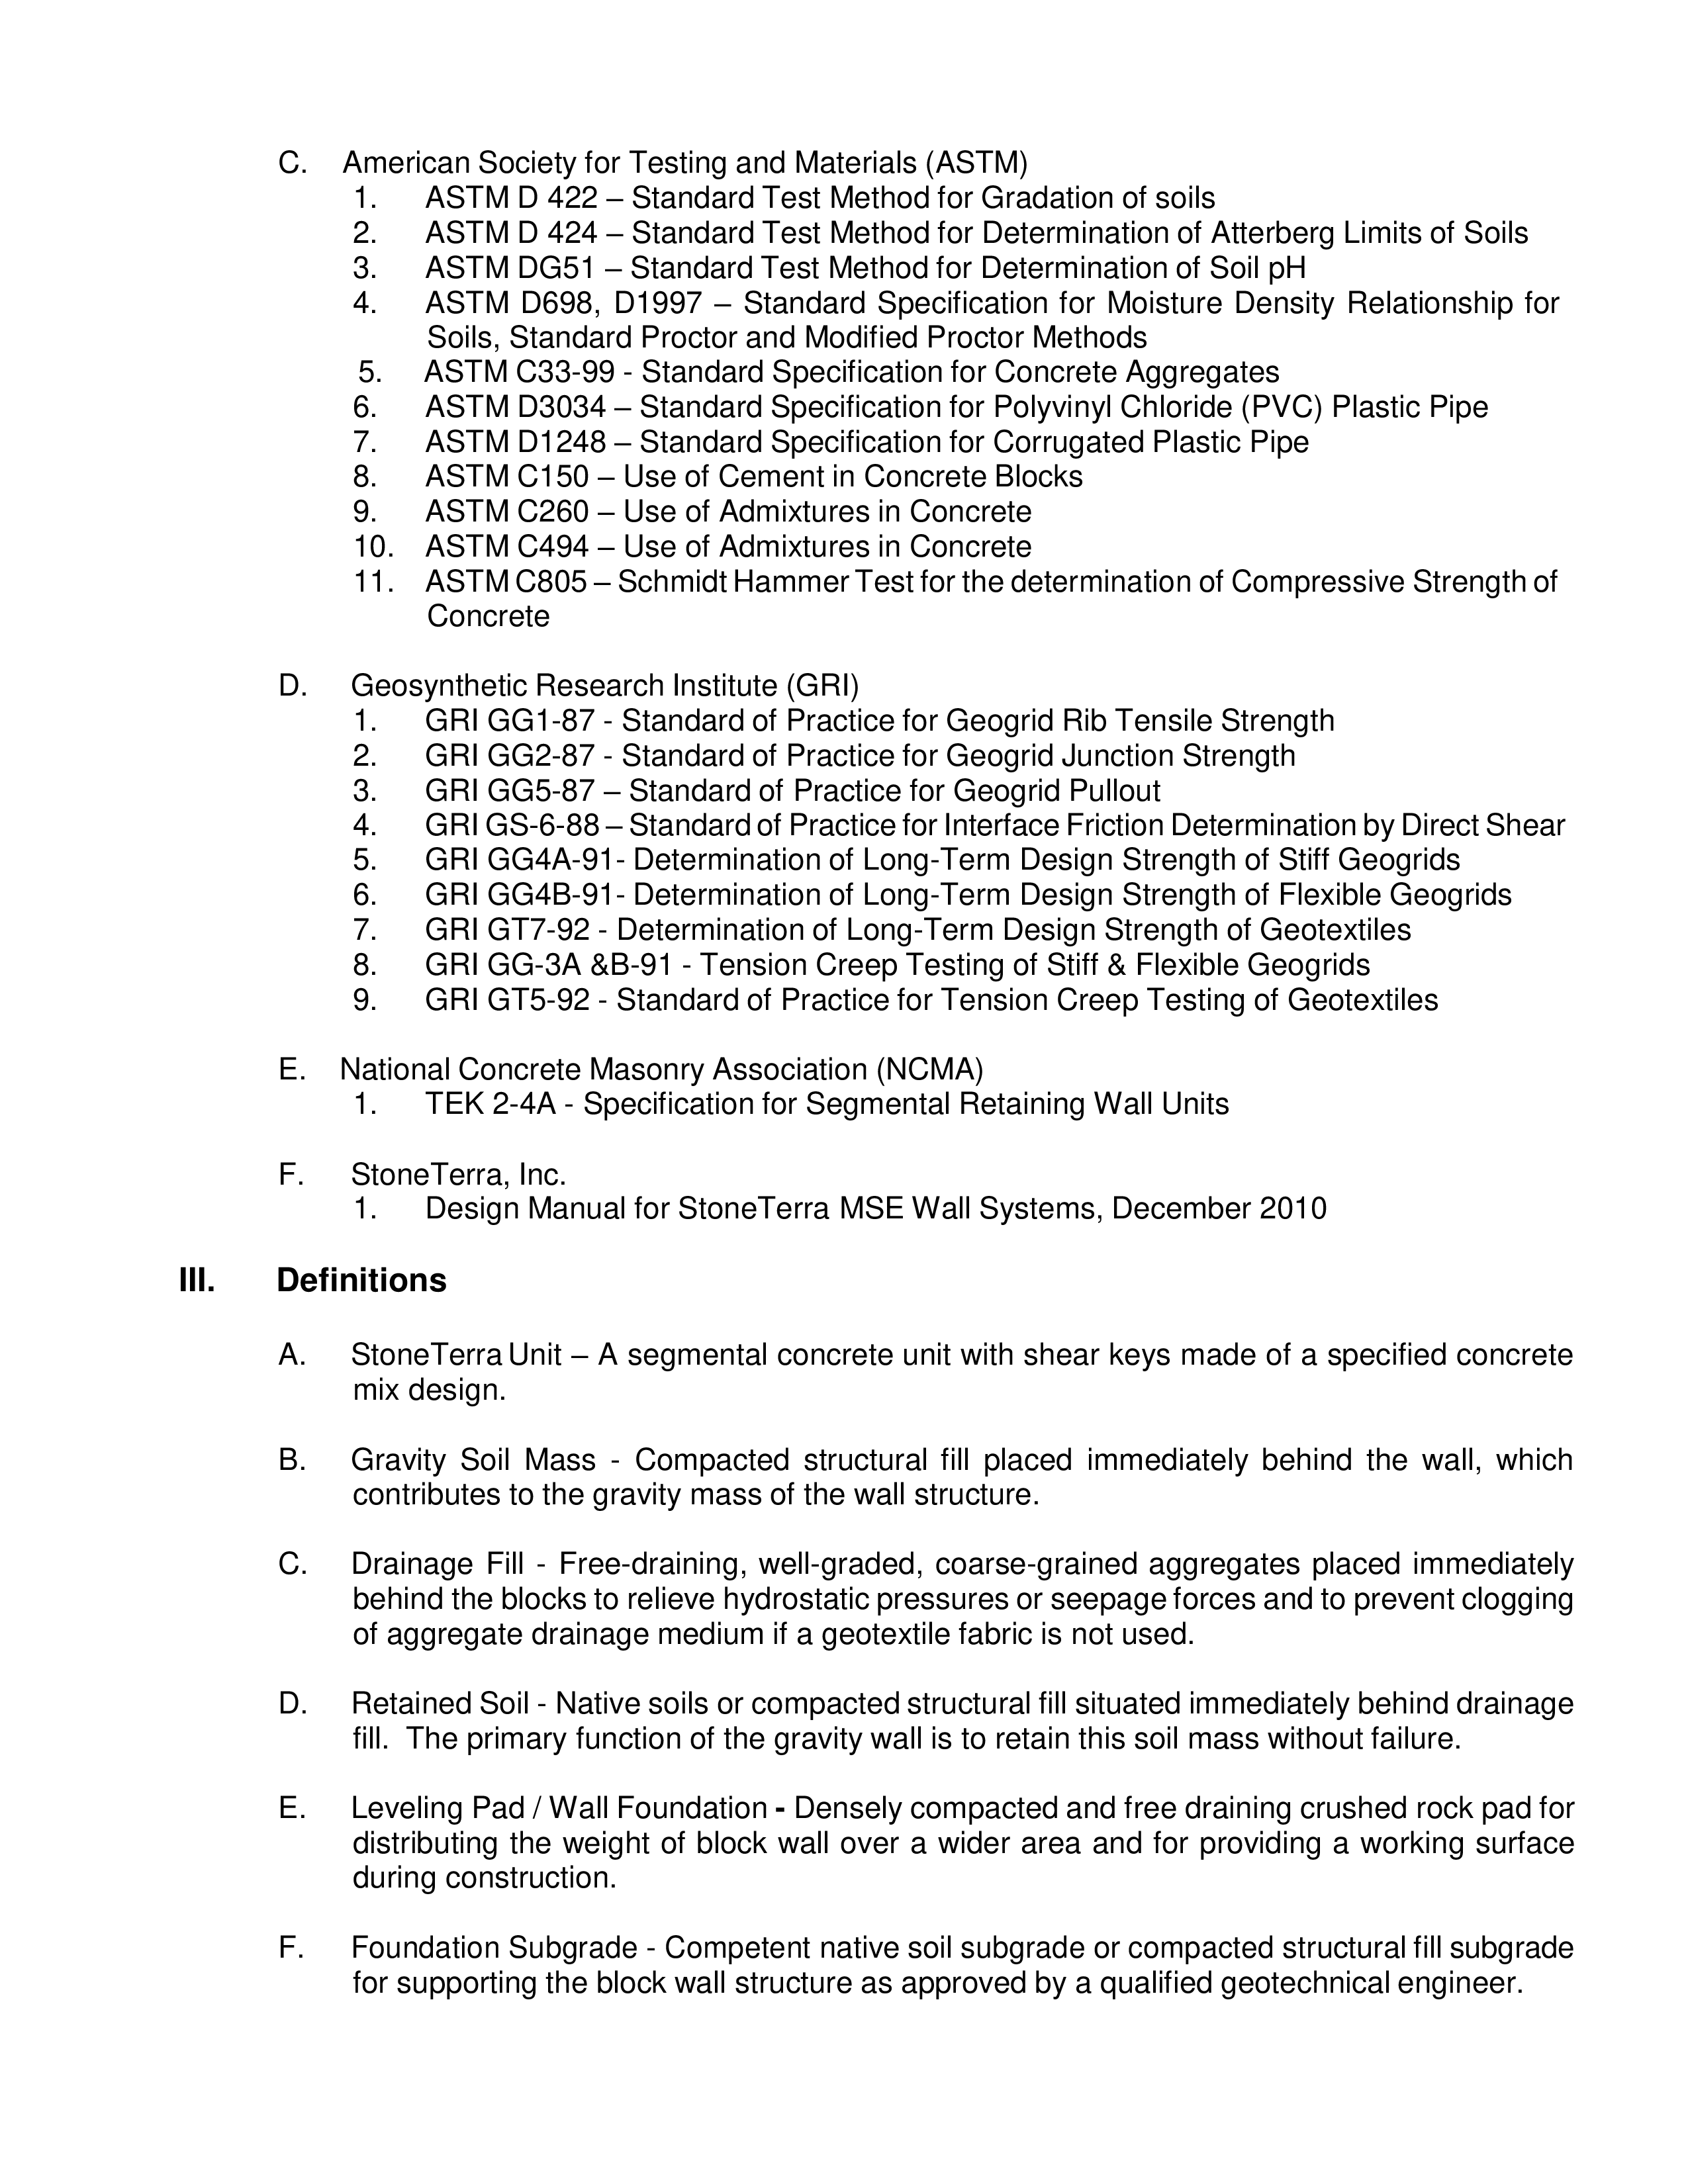 C. American Society for Testing and Materials (ASTM)
1. ASTM D 422 – Standard Test Method for Gradation of soils
2. ASTM D 424 – Standard Test Method for Determination of Atterberg Limits of Soils
3. ASTM DG51 – Standard Test Method for Determination of Soil pH
4. ASTM D698, D1997 – Standard Specification for Moisture Density Relationship for
Soils, Standard Proctor and Modified Proctor Methods
5. ASTM C33-99 - Standard Specification for Concrete Aggregates
6. ASTM D3034 – Standard Specification for Polyvinyl Chloride (PVC) Plastic Pipe
7. ASTM D1248 – Standard Specification for Corrugated Plastic Pipe
8. ASTM C150 – Use of Cement in Concrete Blocks
9. ASTM C260 – Use of Admixtures in Concrete
10. ASTM C494 – Use of Admixtures in Concrete
11. ASTM C805 – Schmidt Hammer Test for the determination of Compressive Strength of
Concrete
D. Geosynthetic Research Institute (GRI)
1. GRI GG1-87 - Standard of Practice for Geogrid Rib Tensile Strength
2. GRI GG2-87 - Standard of Practice for Geogrid Junction Strength
3. GRI GG5-87 – Standard of Practice for Geogrid Pullout
4. GRI GS-6-88 – Standard of Practice for Interface Friction Determination by Direct Shear
5. GRI GG4A-91- Determination of Long-Term Design Strength of Stiff Geogrids
6. GRI GG4B-91- Determination of Long-Term Design Strength of Flexible Geogrids
7. GRI GT7-92 - Determination of Long-Term Design Strength of Geotextiles
8. GRI GG-3A &B-91 - Tension Creep Testing of Stiff & Flexible Geogrids
9. GRI GT5-92 - Standard of Practice for Tension Creep Testing of Geotextiles
E. National Concrete Masonry Association (NCMA)
1. TEK 2-4A - Specification for Segmental Retaining Wall Units
F. StoneTerra, Inc.
1. Design Manual for StoneTerra MSE Wall Systems, December 2010
III. Definitions
A. StoneTerra Unit – A segmental concrete unit with shear keys made of a specified concrete
mix design.
B. Gravity Soil Mass - Compacted structural fill placed immediately behind the wall, which
contributes to the gravity mass of the wall structure.
C. Drainage Fill - Free-draining, well-graded, coarse-grained aggregates placed immediately
behind the blocks to relieve hydrostatic pressures or seepage forces and to prevent clogging
of aggregate drainage medium if a geotextile fabric is not used.
D. Retained Soil - Native soils or compacted structural fill situated immediately behind drainage
fill. The primary function of the gravity wall is to retain this soil mass without failure.
E. Leveling Pad / Wall Foundation - Densely compacted and free draining crushed rock pad for
distributing the weight of block wall over a wider area and for providing a working surface
during construction.
F. Foundation Subgrade - Competent native soil subgrade or compacted structural fill subgrade
for supporting the block wall structure as approved by a qualified geotechnical engineer.